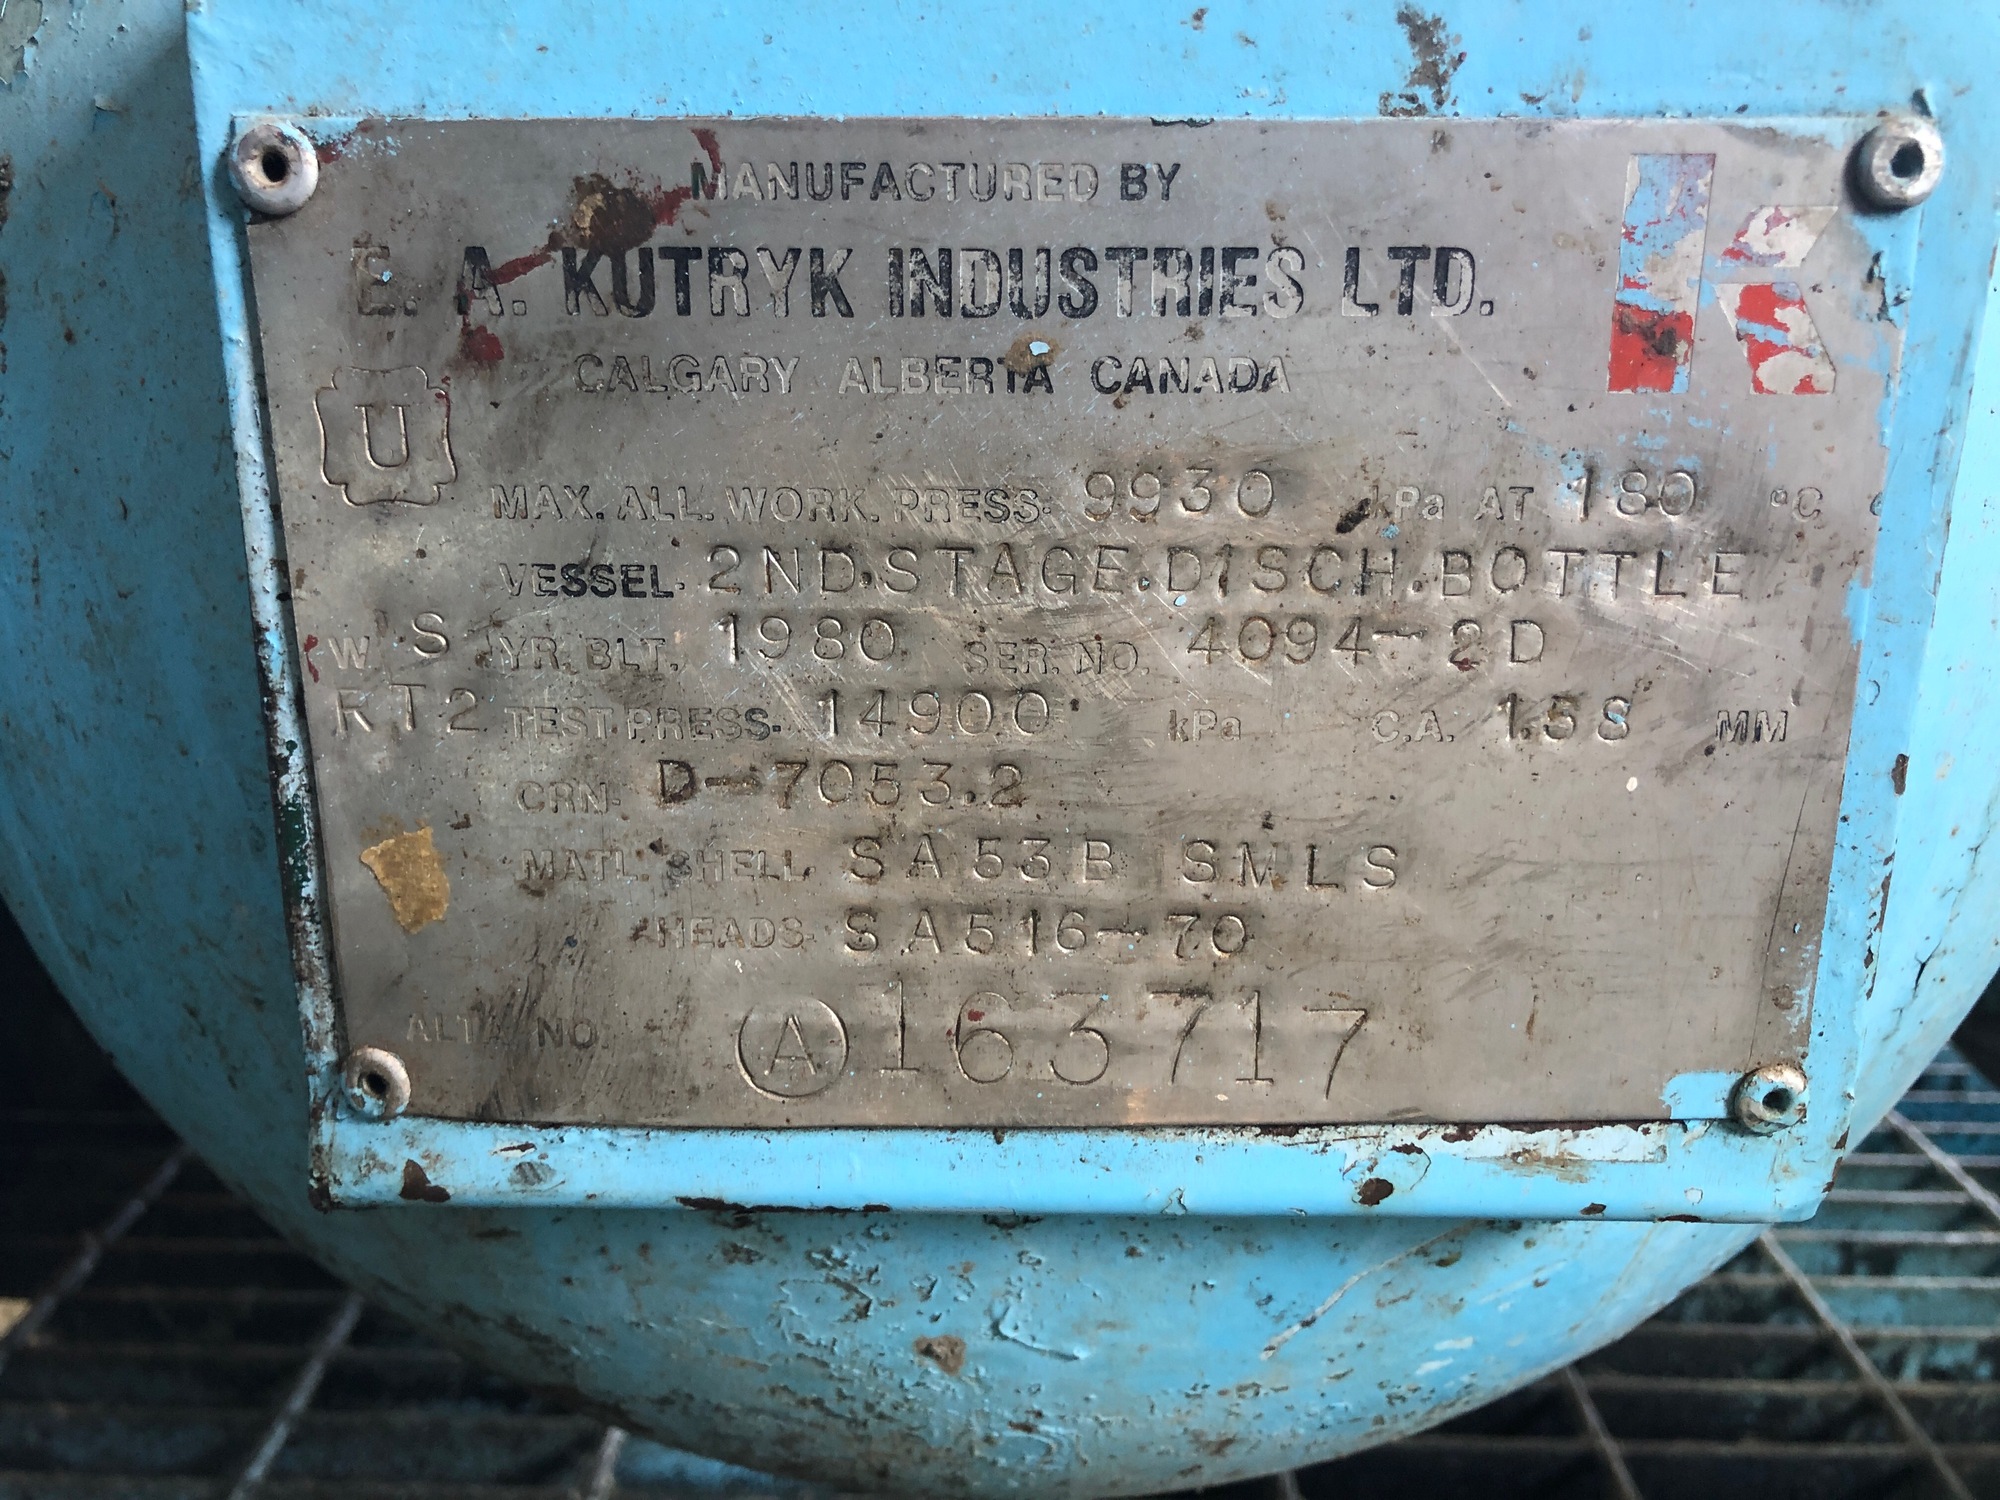 MANUFACTURED BY
E. A. KUTRYK INDUSTRIES LTD.
K
CALGARY ALBERTA CANADA
U
MAX. ALL. WORK. PRESS. 9930 kPa AT 180 °C
VESSEL. 2ND.STAGE.DISCH.BOTTLE
W S YR. BLT. 1980 SER. NO. 4094-2D
RT2 TEST PRESS. 14900 kPa C.A. 1.58 MM
CRN. D-7053.2
MATL. SHELL. SA53B SMLS
HEADS. SA516-70
ALTA. NO. A 163717